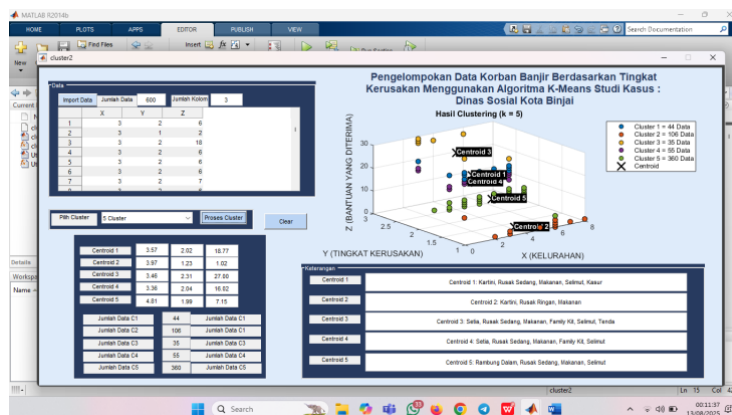 MATLAB R2014b
HOME PLOTS APPS EDITOR PUBLISH VIEW
Search Documentation
New
Find Files
Insert
fx
cluster2
Data
Import Data Jumlah Data 600 Jumlah Kolom 3
X Y Z
1 3 2 6
2 3 1 2
3 3 2 18
4 3 2 6
5 3 2 6
6 3 2 6
7 3 2 7
Pilih Cluster 5 Cluster Proses Cluster Clear
Centroid 1 3.57 2.02 18.77
Centroid 2 3.97 1.23 1.02
Centroid 3 3.46 2.31 27.00
Centroid 4 3.36 2.04 16.02
Centroid 5 4.01 1.99 7.15
Jumlah Data C1 44 Jumlah Data C1
Jumlah Data C2 106 Jumlah Data C1
Jumlah Data C3 35 Jumlah Data C3
Jumlah Data C4 55 Jumlah Data C4
Jumlah Data C5 360 Jumlah Data C5
Pengelompokan Data Korban Banjir Berdasarkan Tingkat
Kerusakan Menggunakan Algoritma K-Means Studi Kasus :
Dinas Sosial Kota Binjai
Hasil Clustering (k = 5)
Z (BANTUAN YANG DITERIMA)
30
20
10
0
3
2.5
2
1.5
1
0
2
4
6
8
Y (TINGKAT KERUSAKAN)
X (KELURAHAN)
Centroid 3
Centroid 1
Centroid 4
Centroid 5
Centroid 2
Cluster 1 = 44 Data
Cluster 2 = 106 Data
Cluster 3 = 35 Data
Cluster 4 = 55 Data
Cluster 5 = 360 Data
Centroid
Keterangan
Centroid 1 Centroid 1: Kartini, Rusak Sedang, Makanan, Selimut, Kasur
Centroid 2 Centroid 2: Kartini, Rusak Ringan, Makanan
Centroid 3 Centroid 3: Setia, Rusak Sedang, Makanan, Family Kit, Selimut, Tenda
Centroid 4 Centroid 4: Setia, Rusak Sedang, Makanan, Family Kit, Selimut
Centroid 5 Centroid 5: Rambung Dalam, Rusak Sedang, Makanan, Selimut
Details
Name
cluster2 Ln 15 Col
Search
00.11.37
13/08/2025